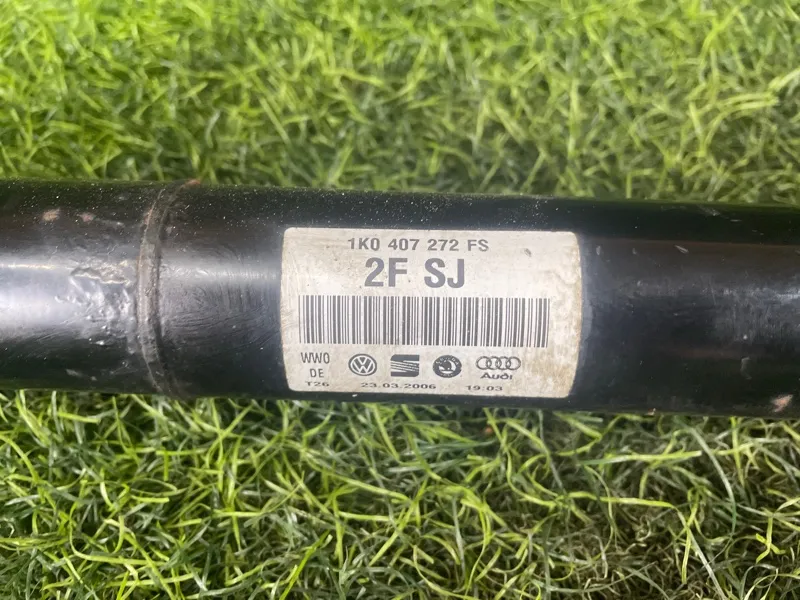 1K0 407 272 FS
2F SJ
WWO
DE
Audi
T26 23.03.2006 19:03